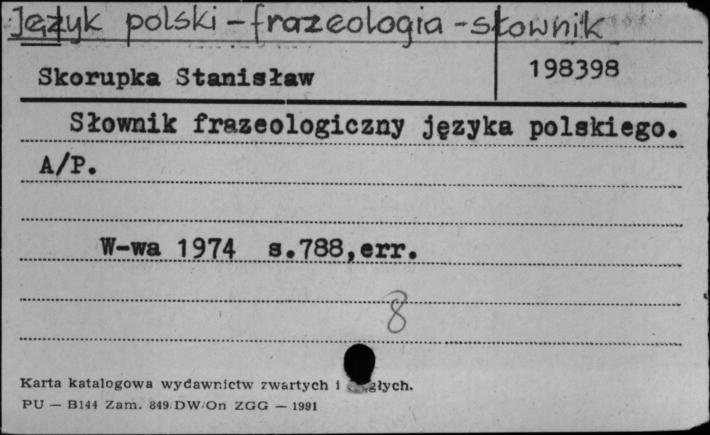 Język polski - frazeologia - słownik
Skorupka Stanisław
198398
Słownik frazeologiczny języka polskiego.
A/P.
W-wa 1974 s.788,err.
8
Karta katalogowa wydawnictw zwartych i
PU — B144 Zam. 849/DW/On ZGG — 1991